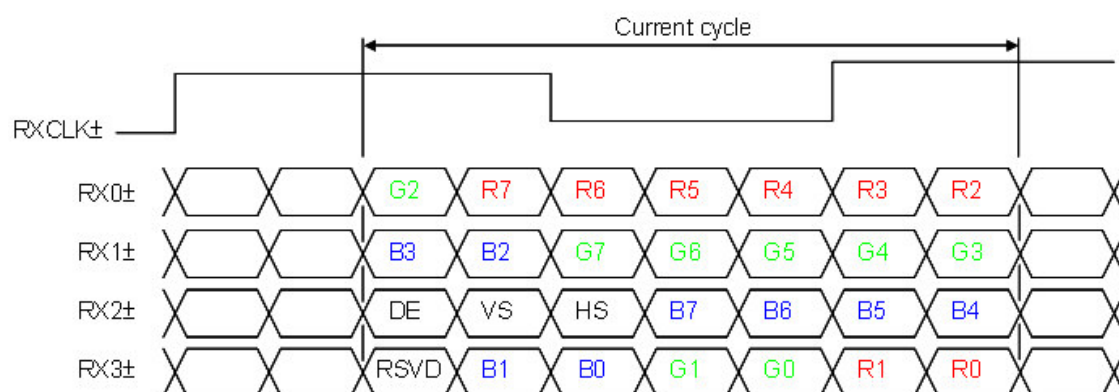 Current cycle
RXCLK±
RX0± G2 R7 R6 R5 R4 R3 R2
RX1± B3 B2 G7 G6 G5 G4 G3
RX2± DE VS HS B7 B6 B5 B4
RX3± RSVD B1 B0 G1 G0 R1 R0